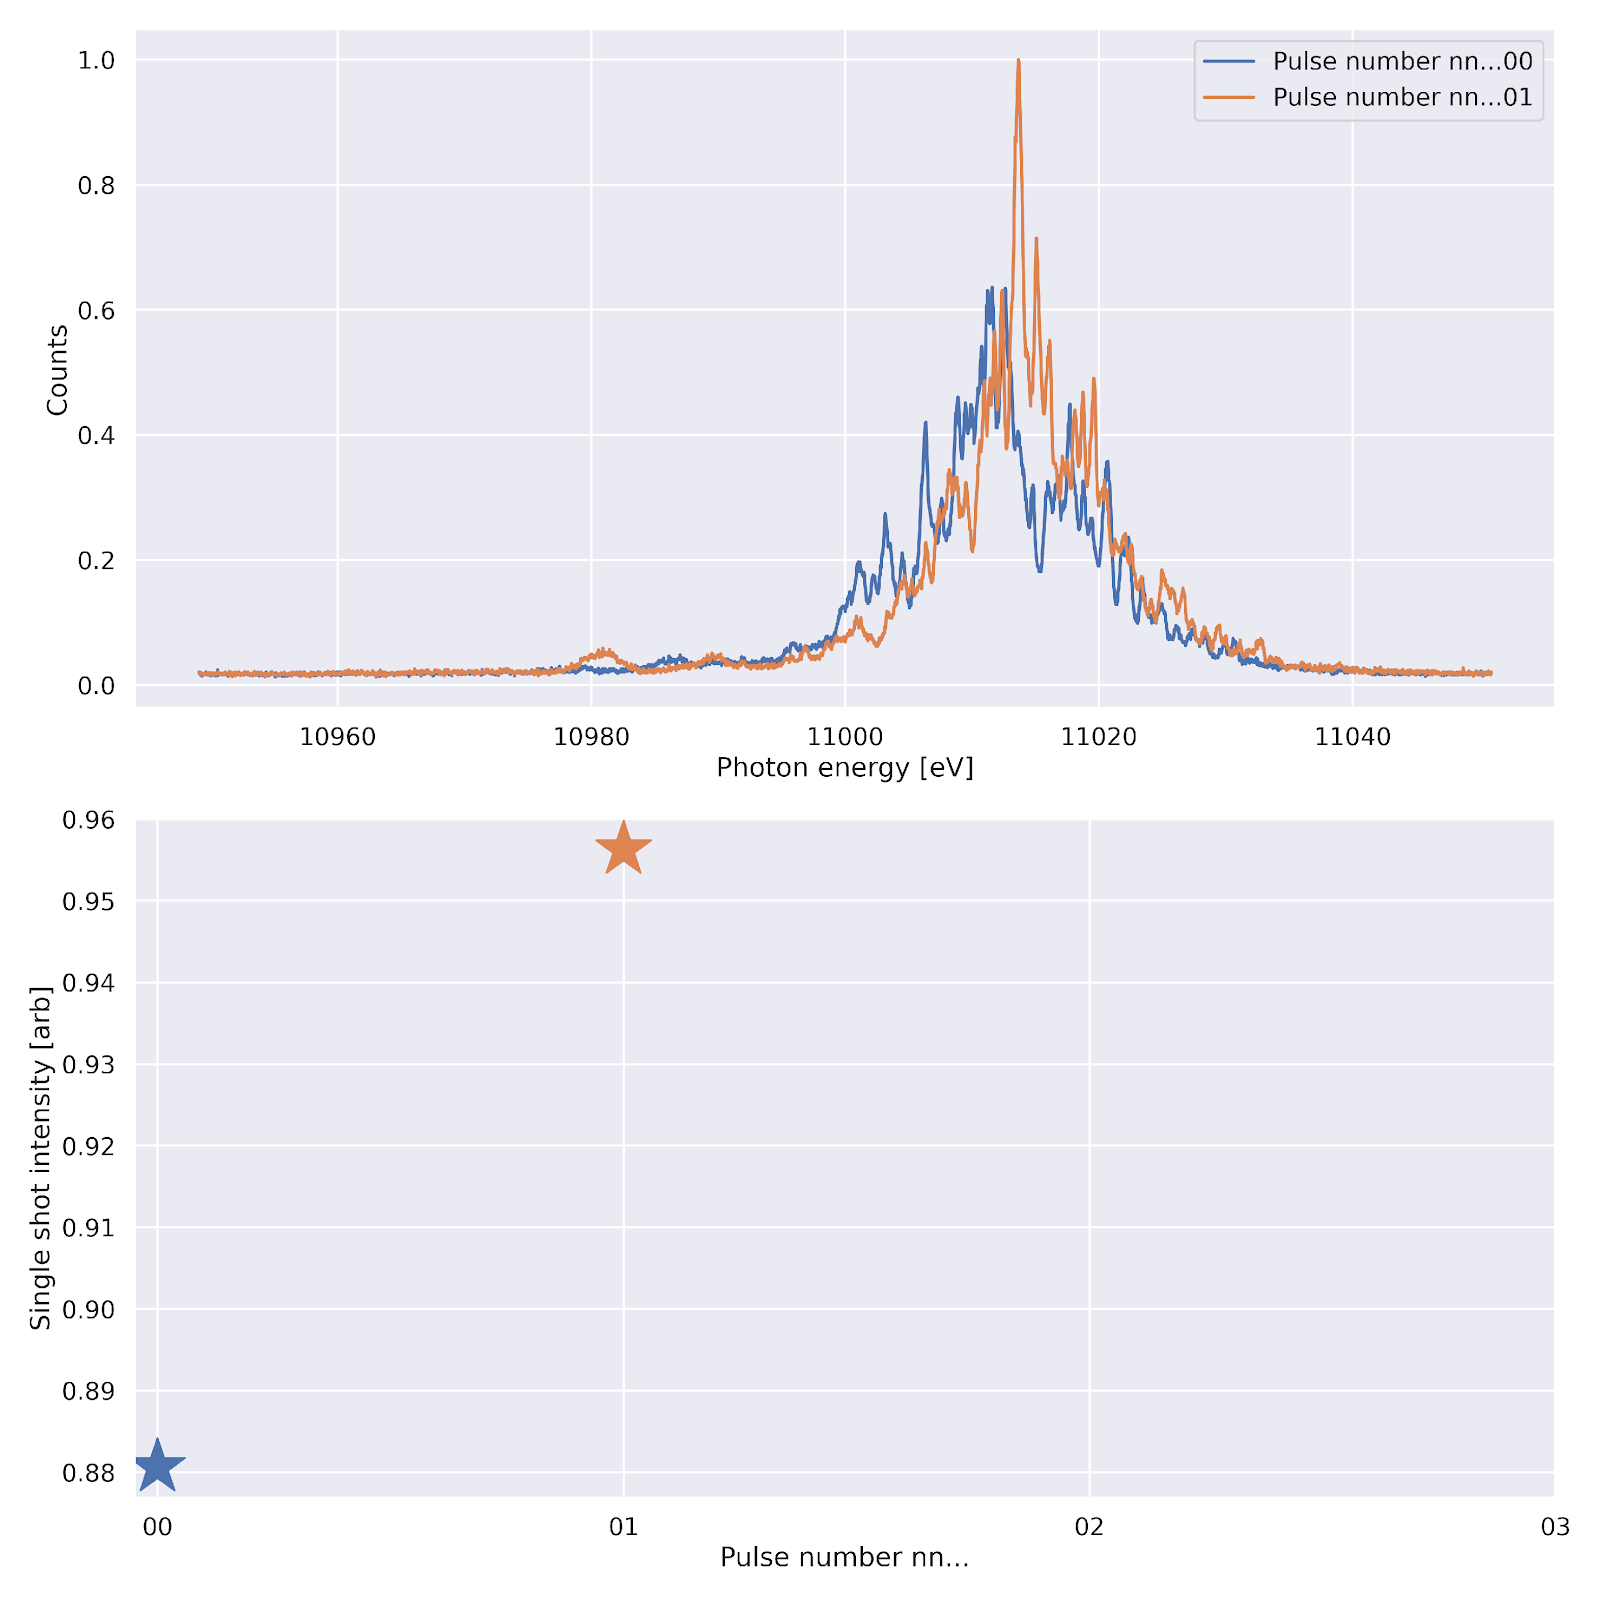 1.0
0.8
0.6
0.4
0.2
0.0
Counts
Pulse number nn...00
Pulse number nn...01
10960 10980 11000 11020 11040
Photon energy [eV]
0.96
0.95
0.94
0.93
0.92
0.91
0.90
0.89
0.88
Single shot intensity [arb]
00 01 02 03
Pulse number nn...